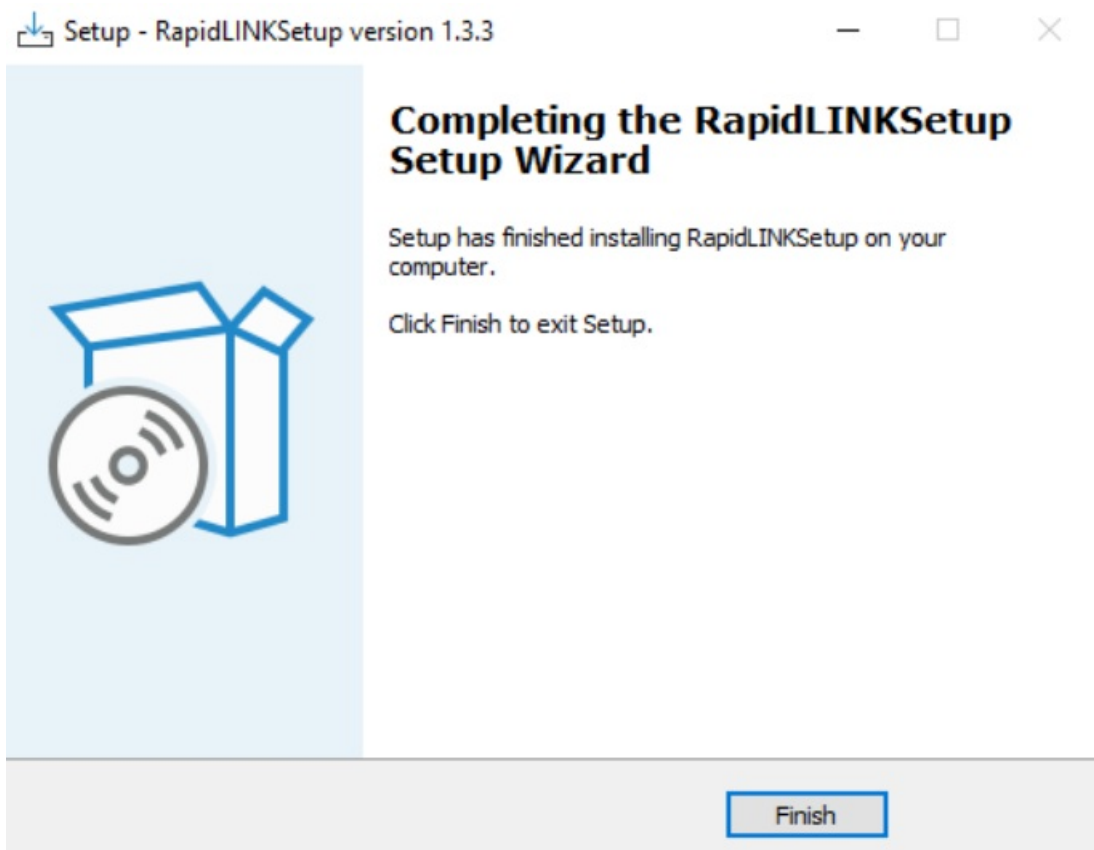 Setup - RapidLINKSetup version 1.3.3
Completing the RapidLINKSetup
Setup Wizard
Setup has finished installing RapidLINKSetup on your
computer.
Click Finish to exit Setup.
Finish